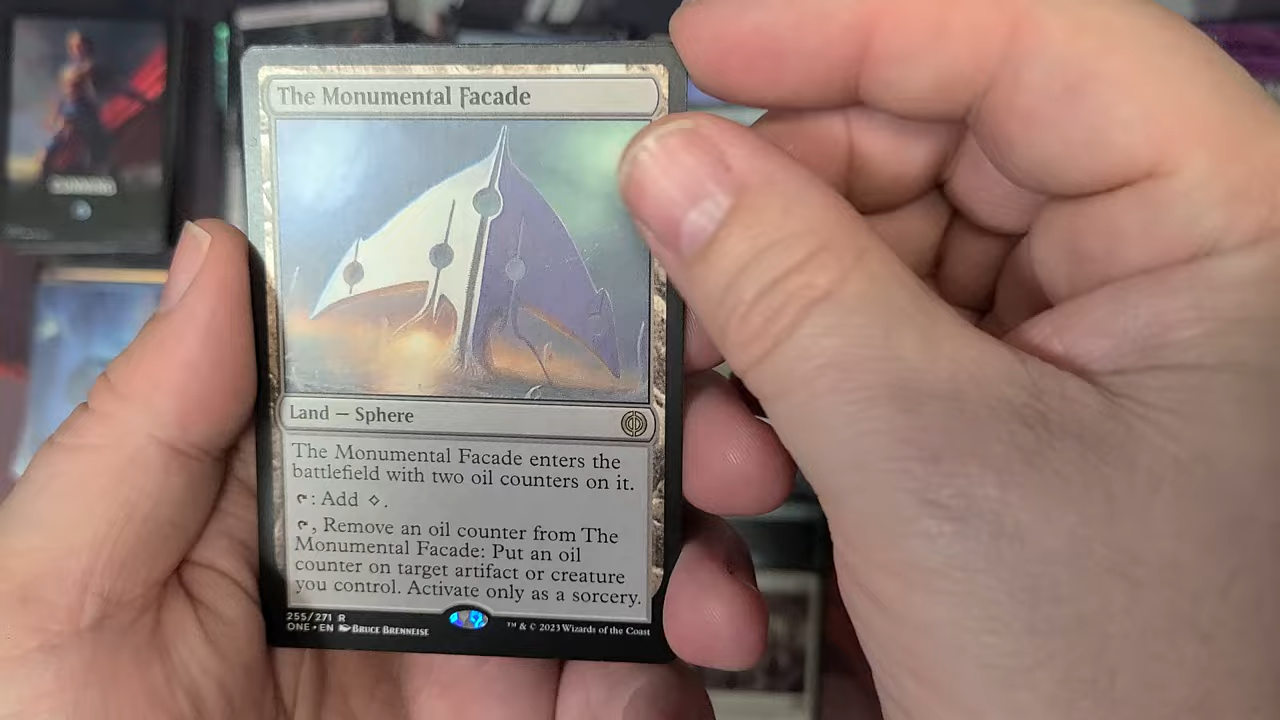 The Monumental Facade
Land — Sphere
The Monumental Facade enters the
battlefield with two oil counters on it.
: Add .
, Remove an oil counter from The
Monumental Facade: Put an oil
counter on target artifact or creature
you control. Activate only as a sorcery.
255/271 R
ONE • EN Bruce Brenneise
™ & © 2023 Wizards of the Coast